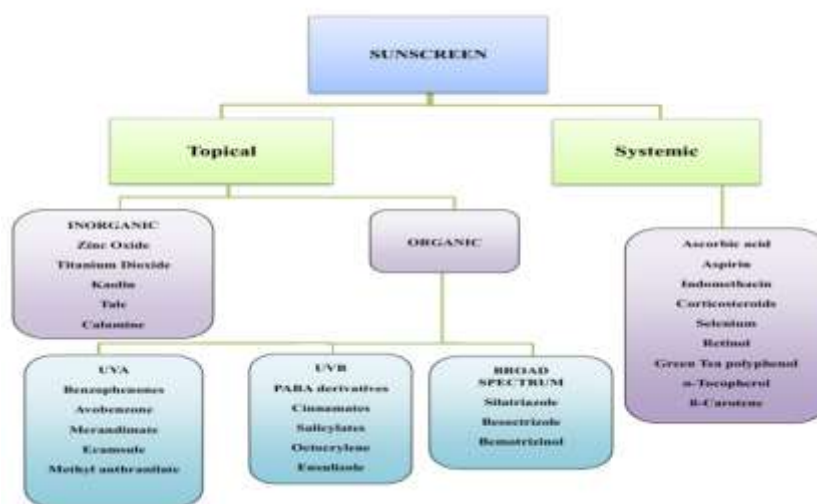 SUNSCREEN
Topical
Systemic
INORGANIC
Zinc Oxide
Titanium Dioxide
Kaolin
Talc
Calamine
ORGANIC
Ascorbic acid
Aspirin
Indomethacin
Corticosteroids
Selenium
Retinol
Green Tea polyphenol
α-Tocopherol
β-Carotene
UVA
Benzophenones
Avobenzone
Meradimate
Ecamsule
Methyl anthranilate
UVB
PABA derivatives
Cinnamates
Salicylates
Octocrylene
Ensulizole
BROAD
SPECTRUM
Silatriazole
Bemotrizinol